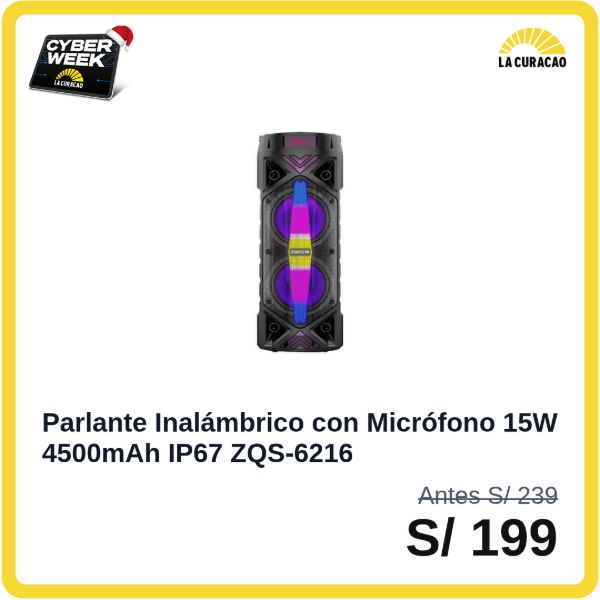 CYBER
WEEK
LA CURACAO
LA CURACAO
Parlante Inalámbrico con Micrófono 15W
4500mAh IP67 ZQS-6216
Antes S/ 239
S/ 199